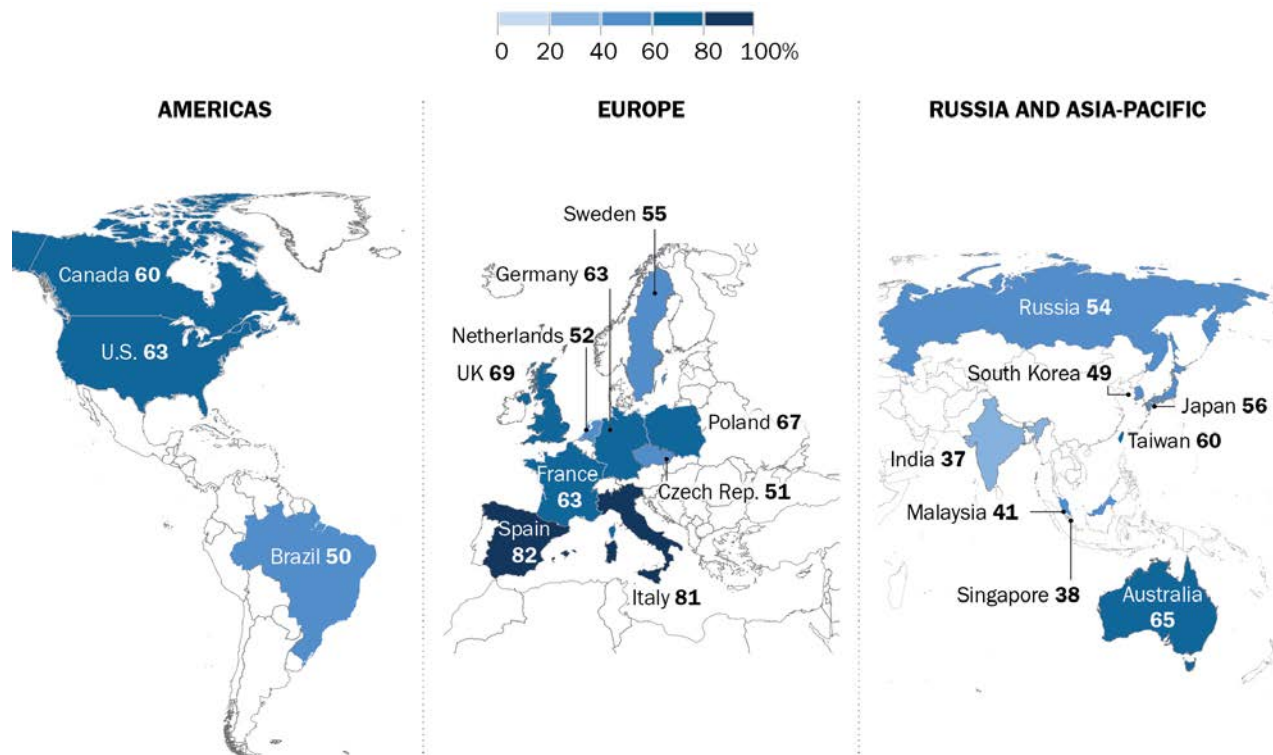 0 20 40 60 80 100%
AMERICAS
EUROPE
RUSSIA AND ASIA-PACIFIC
Canada 60
U.S. 63
Brazil 50
Sweden 55
Germany 63
Netherlands 52
UK 69
Poland 67
France
63
Czech Rep. 51
Spain
82
Italy 81
Russia 54
South Korea 49
Japan 56
Taiwan 60
India 37
Malaysia 41
Singapore 38
Australia
65